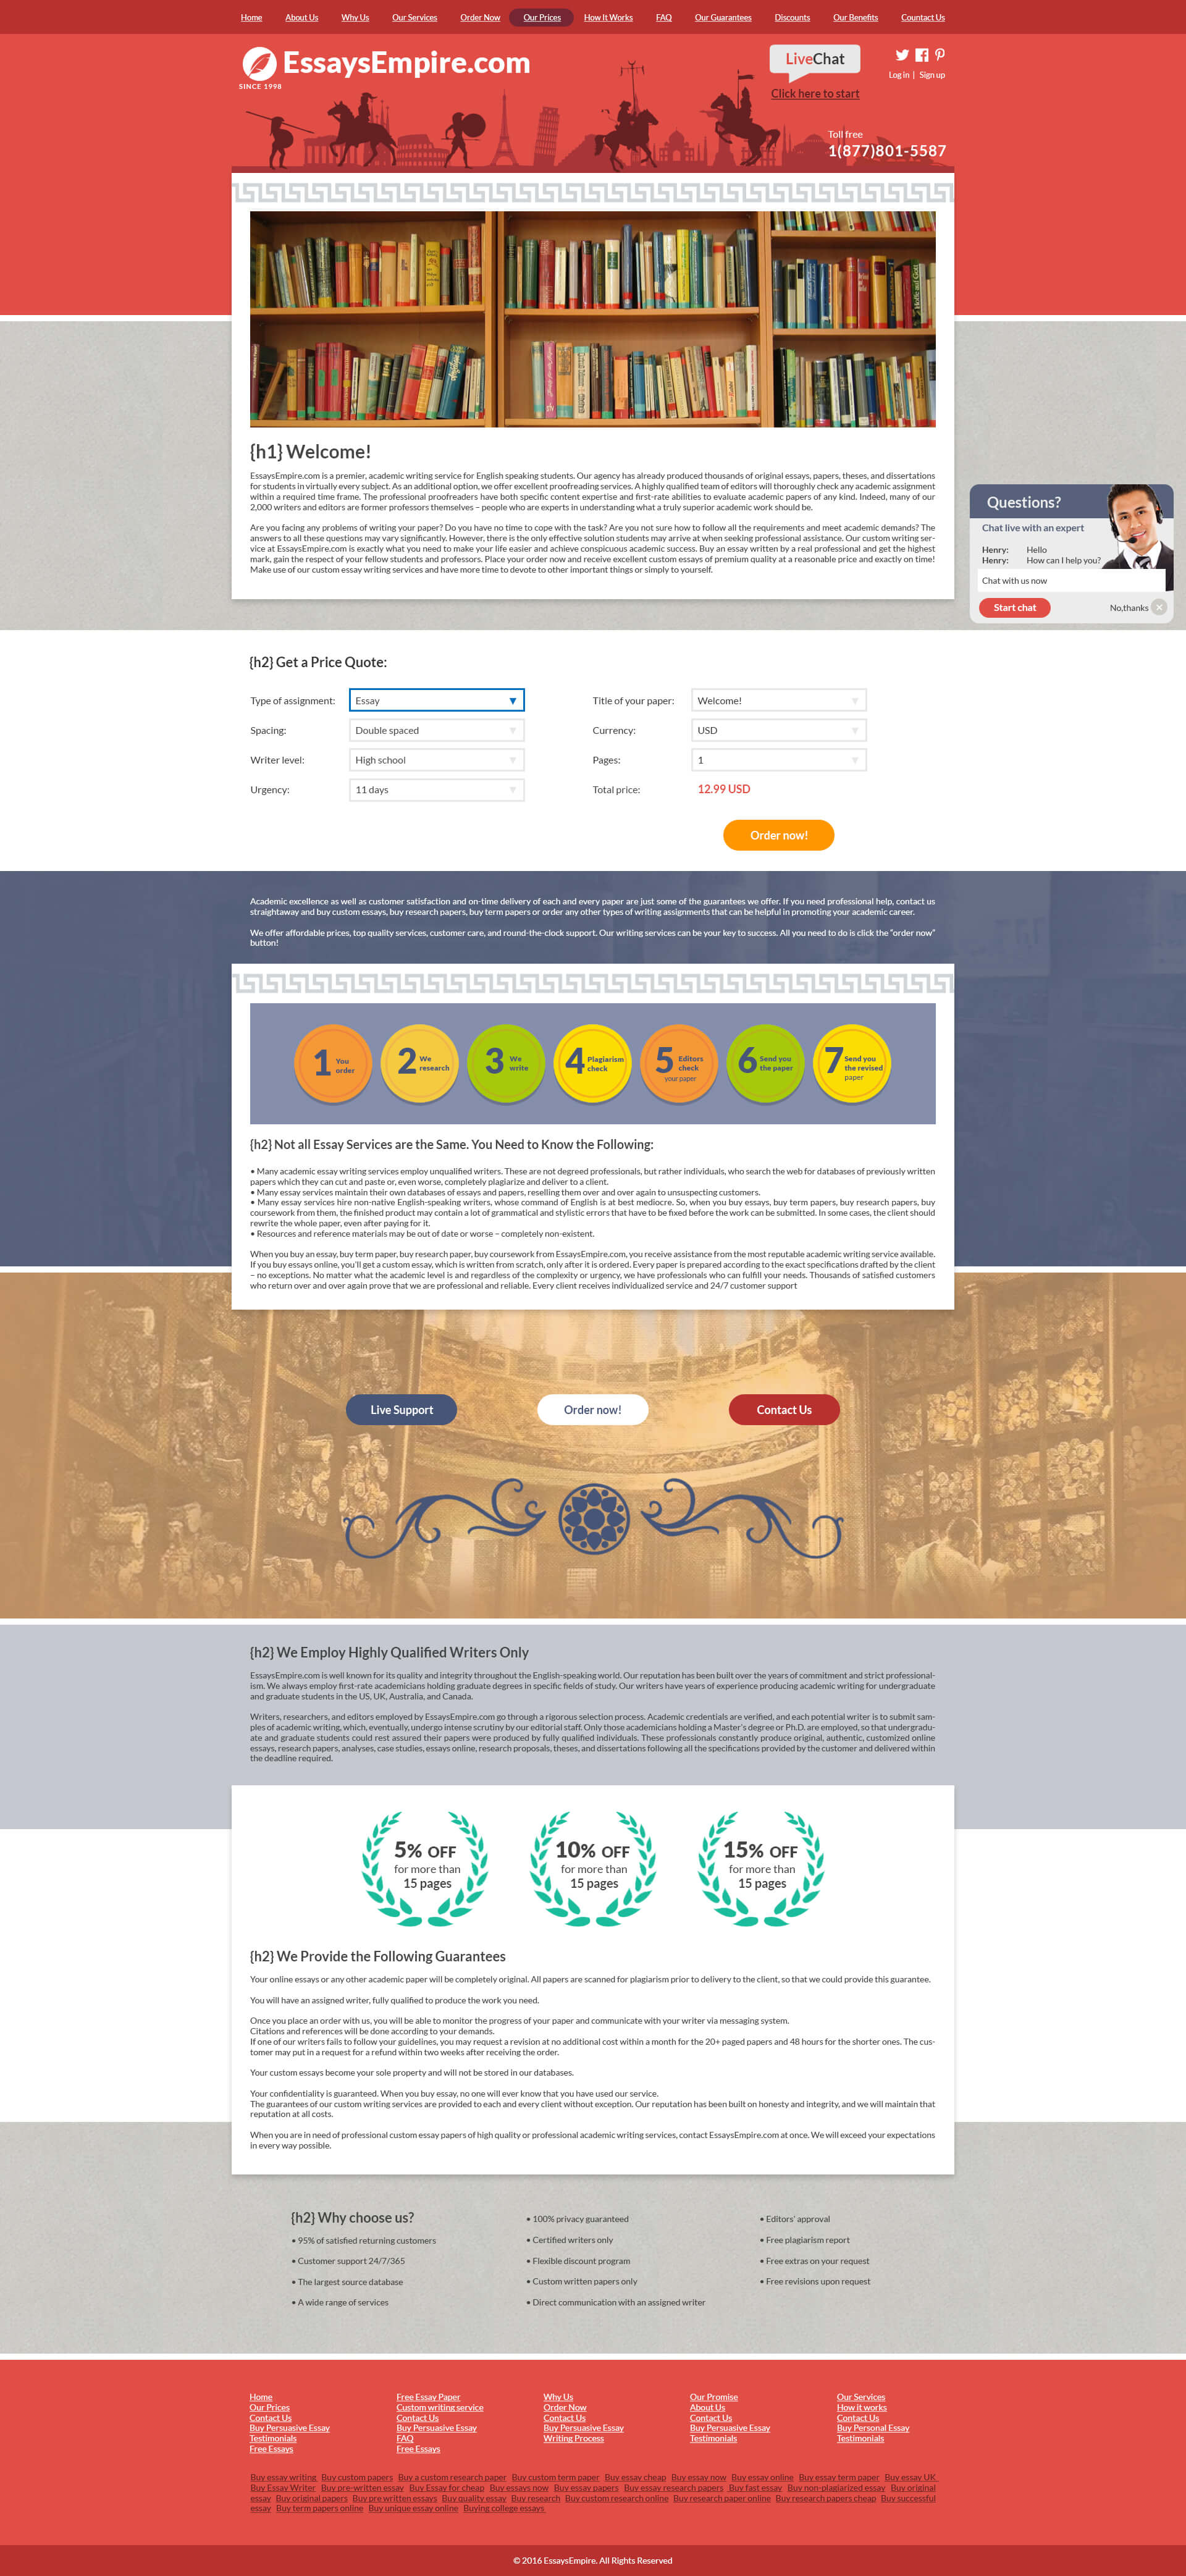 Home About Us Why Us Our Services Order Now Our Prices How It Works FAQ Our Guarantees Discounts Our Benefits Countact Us
EssaysEmpire.com
SINCE 1998
LiveChat
Click here to start
Log in | Sign up
Toll free
1(877)801-5587
{h1} Welcome!
EssaysEmpire.com is a premier, academic writing service for English speaking students. Our agency has already produced thousands of original essays, papers, theses, and dissertations
for students in virtually every subject. As an additional option, we offer excellent proofreading services. A highly qualified team of editors will thoroughly check any academic assignment
within a required time frame. The professional proofreaders have both specific content expertise and first-rate abilities to evaluate academic papers of any kind. Indeed, many of our
2,000 writers and editors are former professors themselves – people who are experts in understanding what a truly superior academic work should be.
Are you facing any problems of writing your paper? Do you have no time to cope with the task? Are you not sure how to follow all the requirements and meet academic demands? The
answers to all these questions may vary significantly. However, there is the only effective solution students may arrive at when seeking professional assistance. Our custom writing ser-
vice at EssaysEmpire.com is exactly what you need to make your life easier and achieve conspicuous academic success. Buy an essay written by a real professional and get the highest
mark, gain the respect of your fellow students and professors. Place your order now and receive excellent custom essays of premium quality at a reasonable price and exactly on time!
Make use of our custom essay writing services and have more time to devote to other important things or simply to yourself.
Questions?
Chat live with an expert
Henry: Hello
Henry: How can I help you?
Chat with us now
Start chat No,thanks
{h2} Get a Price Quote:
Type of assignment: Essay Title of your paper: Welcome!
Spacing: Double spaced Currency: USD
Writer level: High school Pages: 1
Urgency: 11 days Total price: 12.99 USD
Order now!
Academic excellence as well as customer satisfaction and on-time delivery of each and every paper are just some of the guarantees we offer. If you need professional help, contact us
straightaway and buy custom essays, buy research papers, buy term papers or order any other types of writing assignments that can be helpful in promoting your academic career.
We offer affordable prices, top quality services, customer care, and round-the-clock support. Our writing services can be your key to success. All you need to do is click the “order now”
button!
1 You order
2 We research
3 We write
4 Plagiarism check
5 Editors check your paper
6 Send you the paper
7 Send you the revised paper
{h2} Not all Essay Services are the Same. You Need to Know the Following:
• Many academic essay writing services employ unqualified writers. These are not degreed professionals, but rather individuals, who search the web for databases of previously written
papers which they can cut and paste or, even worse, completely plagiarize and deliver to a client.
• Many essay services maintain their own databases of essays and papers, reselling them over and over again to unsuspecting customers.
• Many essay services hire non-native English-speaking writers, whose command of English is at best mediocre. So, when you buy essays, buy term papers, buy research papers, buy
coursework from them, the finished product may contain a lot of grammatical and stylistic errors that have to be fixed before the work can be submitted. In some cases, the client should
rewrite the whole paper, even after paying for it.
• Resources and reference materials may be out of date or worse – completely non-existent.
When you buy an essay, buy term paper, buy research paper, buy coursework from EssaysEmpire.com, you receive assistance from the most reputable academic writing service available.
If you buy essays online, you'll get a custom essay, which is written from scratch, only after it is ordered. Every paper is prepared according to the exact specifications drafted by the client
– no exceptions. No matter what the academic level is and regardless of the complexity or urgency, we have professionals who can fulfill your needs. Thousands of satisfied customers
who return over and over again prove that we are professional and reliable. Every client receives individualized service and 24/7 customer support
Live Support Order now! Contact Us
{h2} We Employ Highly Qualified Writers Only
EssaysEmpire.com is well known for its quality and integrity throughout the English-speaking world. Our reputation has been built over the years of commitment and strict professional-
ism. We always employ first-rate academicians holding graduate degrees in specific fields of study. Our writers have years of experience producing academic writing for undergraduate
and graduate students in the US, UK, Australia, and Canada.
Writers, researchers, and editors employed by EssaysEmpire.com go through a rigorous selection process. Academic credentials are verified, and each potential writer is to submit sam-
ples of academic writing, which, eventually, undergo intense scrutiny by our editorial staff. Only those academicians holding a Master's degree or Ph.D. are employed, so that undergradu-
ate and graduate students could rest assured their papers were produced by fully qualified individuals. These professionals constantly produce original, authentic, customized online
essays, research papers, analyses, case studies, essays online, research proposals, theses, and dissertations following all the specifications provided by the customer and delivered within
the deadline required.
5% OFF 10% OFF 15% OFF
for more than for more than for more than
15 pages 15 pages 15 pages
{h2} We Provide the Following Guarantees
Your online essays or any other academic paper will be completely original. All papers are scanned for plagiarism prior to delivery to the client, so that we could provide this guarantee.
You will have an assigned writer, fully qualified to produce the work you need.
Once you place an order with us, you will be able to monitor the progress of your paper and communicate with your writer via messaging system.
Citations and references will be done according to your demands.
If one of our writers fails to follow your guidelines, you may request a revision at no additional cost within a month for the 20+ paged papers and 48 hours for the shorter ones. The cus-
tomer may put in a request for a refund within two weeks after receiving the order.
Your custom essays become your sole property and will not be stored in our databases.
Your confidentiality is guaranteed. When you buy essay, no one will ever know that you have used our service.
The guarantees of our custom writing services are provided to each and every client without exception. Our reputation has been built on honesty and integrity, and we will maintain that
reputation at all costs.
When you are in need of professional custom essay papers of high quality or professional academic writing services, contact EssaysEmpire.com at once. We will exceed your expectations
in every way possible.
{h2} Why choose us?
• 95% of satisfied returning customers
• Customer support 24/7/365
• The largest source database
• A wide range of services
• 100% privacy guaranteed
• Certified writers only
• Flexible discount program
• Custom written papers only
• Direct communication with an assigned writer
• Editors’ approval
• Free plagiarism report
• Free extras on your request
• Free revisions upon request
Home Free Essay Paper Why Us Our Promise Our Services
Our Prices Custom writing service Order Now About Us How it works
Contact Us Contact Us Contact Us Contact Us Contact Us
Buy Persuasive Essay Buy Persuasive Essay Buy Persuasive Essay Buy Persuasive Essay Buy Personal Essay
Testimonials FAQ Writing Process Testimonials Testimonials
Free Essays Free Essays
Buy essay writing Buy custom papers Buy a custom research paper Buy custom term paper Buy essay cheap Buy essay now Buy essay online Buy essay term paper Buy essay UK
Buy Essay Writer Buy pre-written essay Buy Essay for cheap Buy essays now Buy essay papers Buy essay research papers Buy fast essay Buy non-plagiarized essay Buy original
essay Buy original papers Buy pre written essays Buy quality essay Buy research Buy custom research online Buy research paper online Buy research papers cheap Buy successful
essay Buy term papers online Buy unique essay online Buying college essays
© 2016 EssaysEmpire. All Rights Reserved